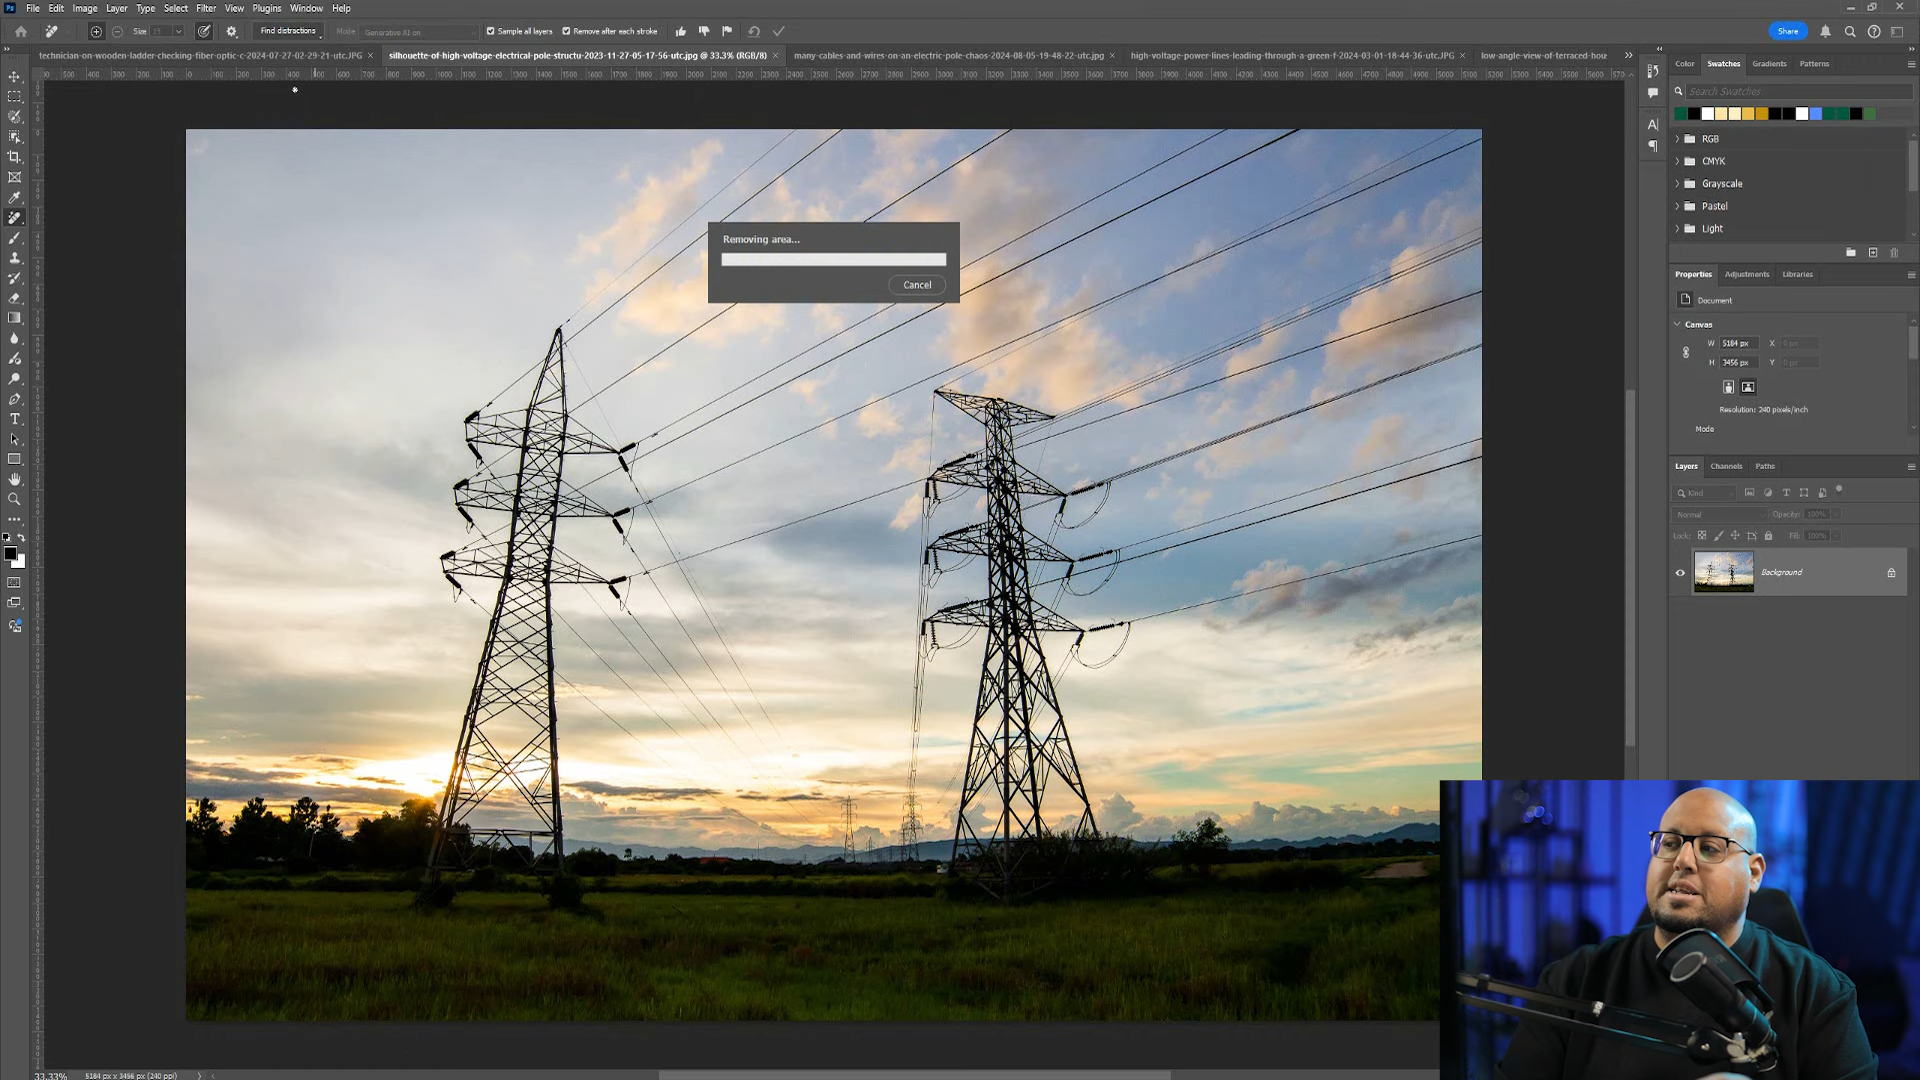 Ps File Edit Image Layer Type Select Filter View Plugins Window Help
Size Find distractions Mode Generative AI on Sample all layers Remove after each stroke Share
technician-on-wooden-ladder-checking-fiber-optic-c-2024-07-27-02-29-21-utc.JPG × silhouette-of-high-voltage-electrical-pole-structu-2023-11-27-05-17-56-utc.jpg @ 33.3% (RGB/8) × many-cables-and-wires-on-an-electric-pole-chaos-2024-08-05-19-48-22-utc.jpg × high-voltage-power-lines-leading-through-a-green-f-2024-03-01-18-44-36-utc.JPG × low-angle-view-of-terraced-hou
Color Swatches Gradients Patterns
Search Swatches
RGB
CMYK
Grayscale
Pastel
Light
Removing area...
Cancel
Properties Adjustments Libraries
Document
Canvas
W 5184 px X 0 px
H 3456 px Y 0 px
Resolution: 240 pixels/inch
Mode
Layers Channels Paths
Kind
Normal Opacity: 100%
Lock: Fill: 100%
Background
33.33% 5184 px x 3456 px (240 ppi)